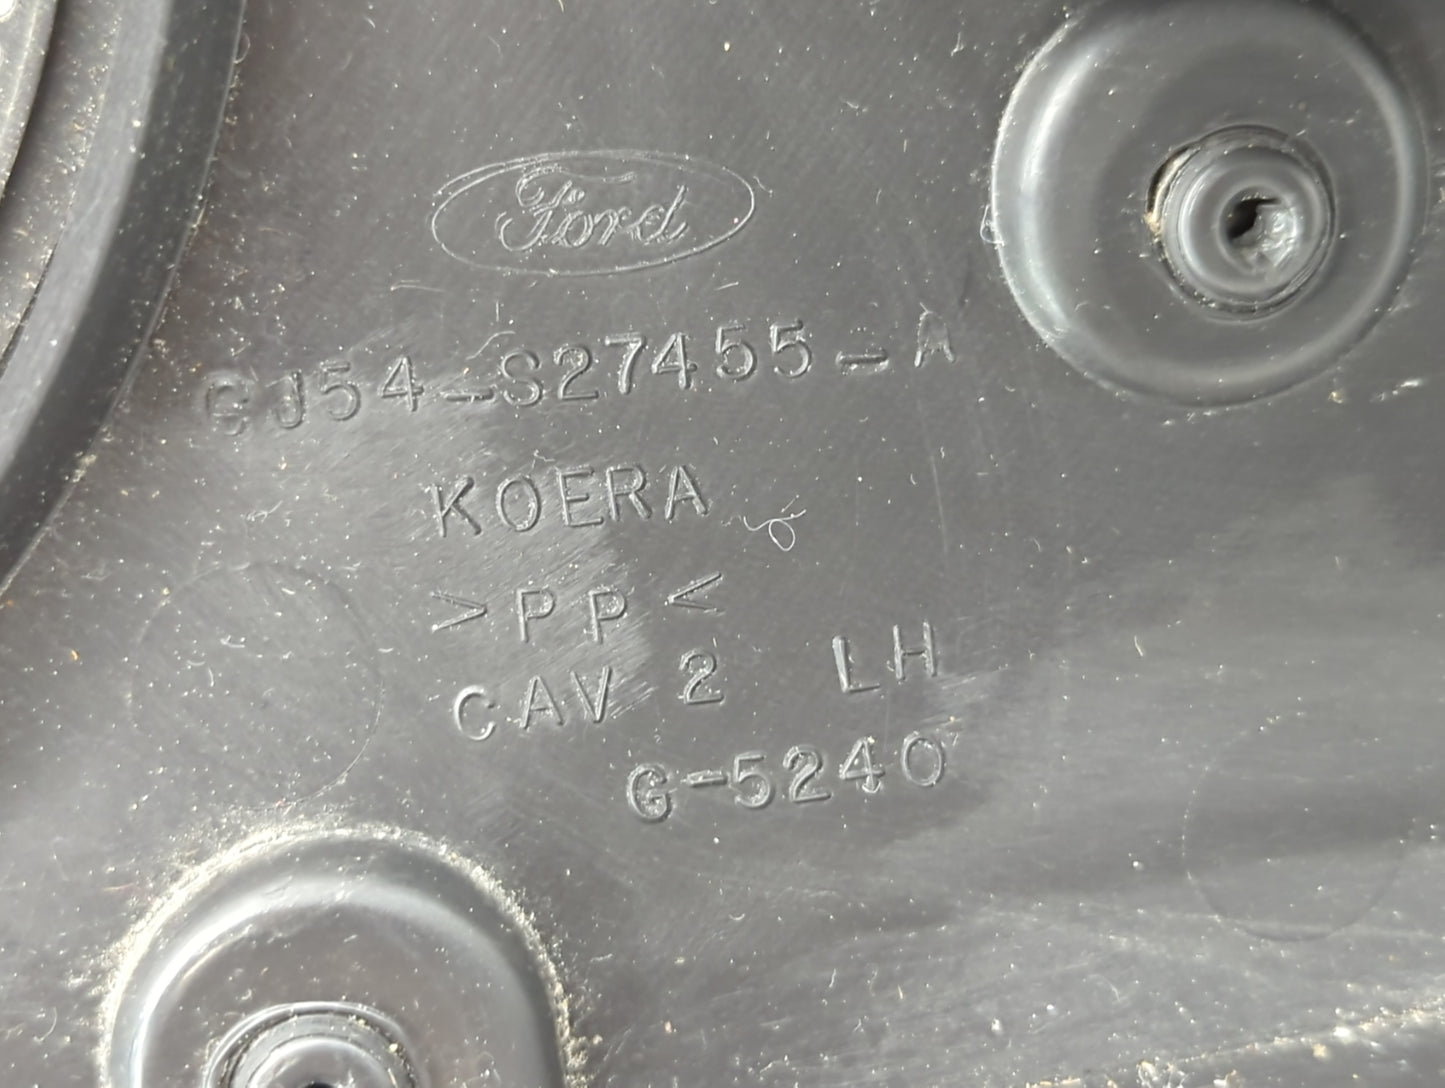 Ford
GJ54-S27455-A
KOERA
>PP<
CAV 2 LH
G-5240